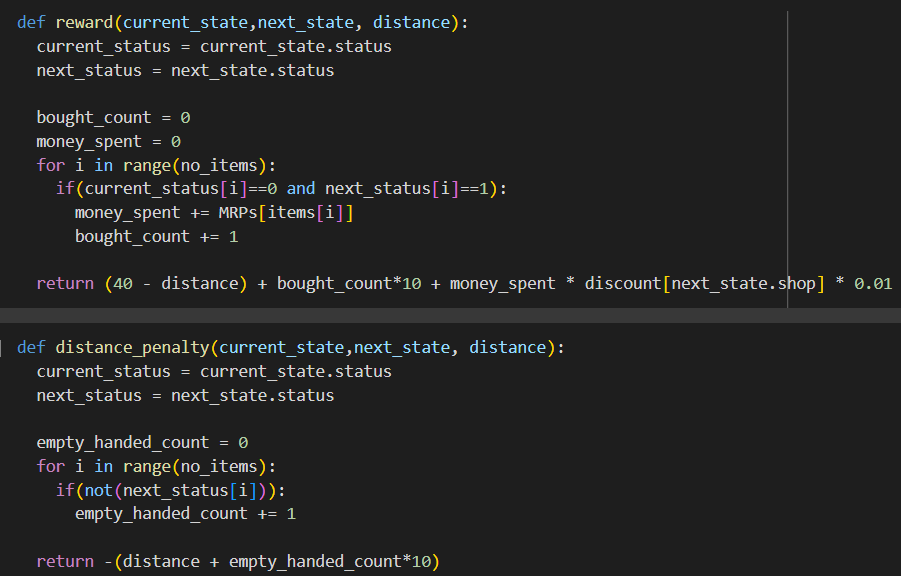 def reward(current_state,next_state, distance):
  current_status = current_state.status
  next_status = next_state.status

  bought_count = 0
  money_spent = 0
  for i in range(no_items):
    if(current_status[i]==0 and next_status[i]==1):
      money_spent += MRPs[items[i]]
      bought_count += 1

  return (40 - distance) + bought_count*10 + money_spent * discount[next_state.shop] * 0.01

def distance_penalty(current_state,next_state, distance):
  current_status = current_state.status
  next_status = next_state.status

  empty_handed_count = 0
  for i in range(no_items):
    if(not(next_status[i])):
      empty_handed_count += 1

  return -(distance + empty_handed_count*10)